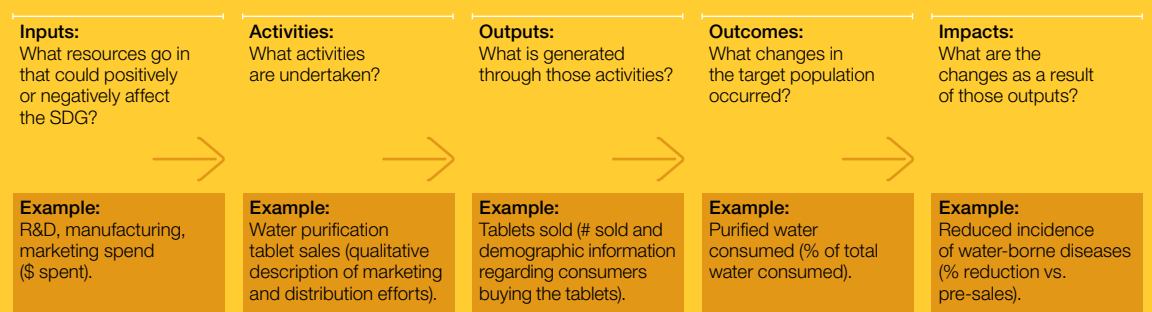 Inputs:
What resources go in
that could positively
or negatively affect
the SDG?
Activities:
What activities
are undertaken?
Outputs:
What is generated
through those activities?
Outcomes:
What changes in
the target population
occurred?
Impacts:
What are the
changes as a result
of those outputs?
Example:
R&D, manufacturing,
marketing spend
($ spent).
Example:
Water purification
tablet sales (qualitative
description of marketing
and distribution efforts).
Example:
Tablets sold (# sold and
demographic information
regarding consumers
buying the tablets).
Example:
Purified water
consumed (% of total
water consumed).
Example:
Reduced incidence
of water-borne diseases
(% reduction vs.
pre-sales).